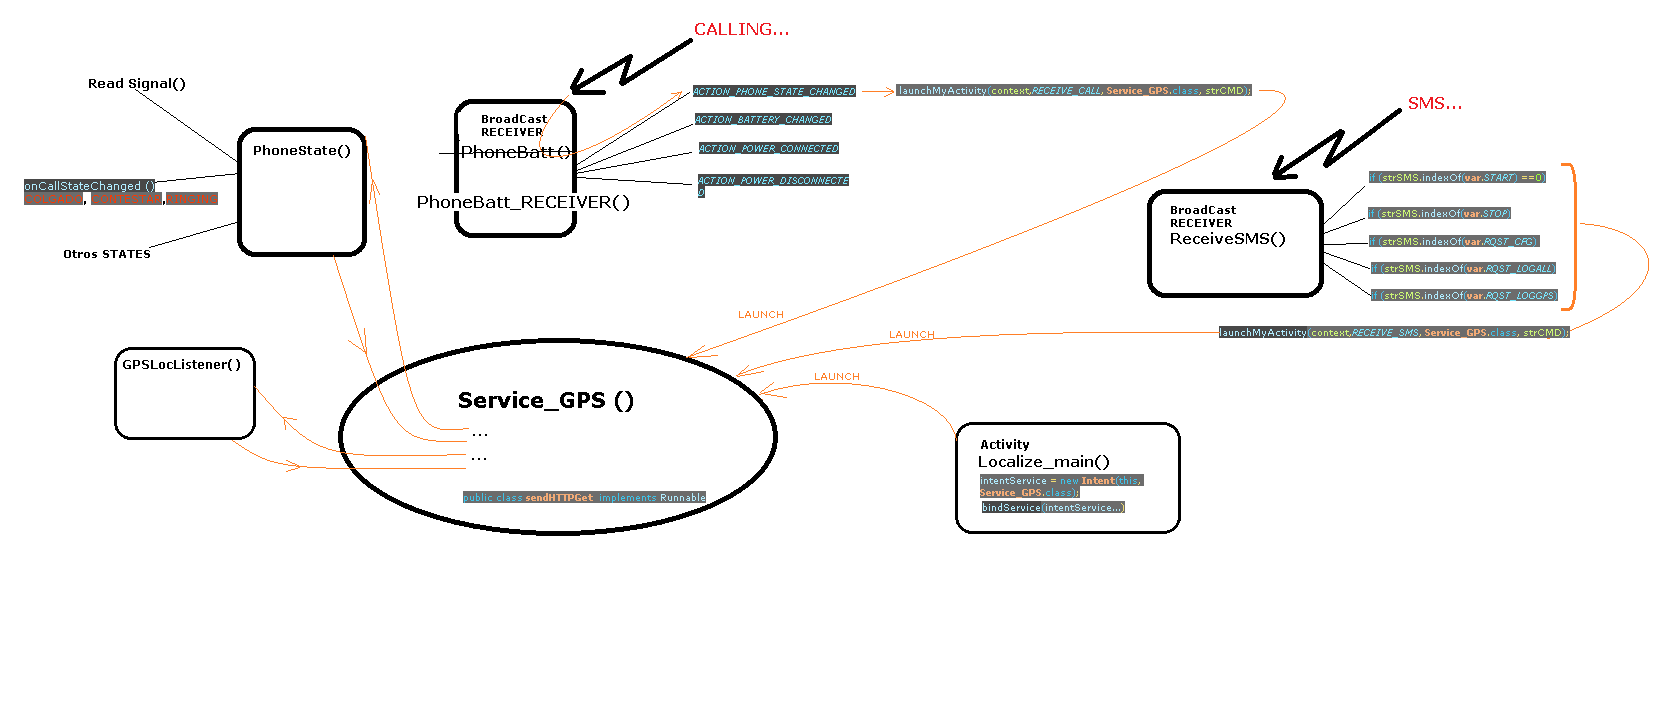 CALLING...
SMS...
Read Signal()
PhoneState()
onCallStateChanged ()
Otros STATES
BroadCast
RECEIVER
PhoneBatt()
PhoneBatt_RECEIVER()
ACTION_PHONE_STATE_CHANGED
ACTION_BATTERY_CHANGED
ACTION_POWER_CONNECTED
ACTION_POWER_DISCONNECTE
D
launchMyActivity(context,RECEIVE_CALL, Service_GPS.class, strCMD);
BroadCast
RECEIVER
ReceiveSMS()
if (strSMS.indexOf(var.START) ==0)
if (strSMS.indexOf(var.STOP)
if (strSMS.indexOf(var.RQST_CFG)
if (strSMS.indexOf(var.RQST_LOGALL)
if (strSMS.indexOf(var.RQST_LOGGPS)
launchMyActivity(context,RECEIVE_SMS, Service_GPS.class, strCMD);
LAUNCH
LAUNCH
LAUNCH
GPSLocListener()
Service_GPS ()
...
...
public class sendHTTPGet implements Runnable
Activity
Localize_main()
intentService = new Intent(this,
Service_GPS.class);
bindService(intentService...)